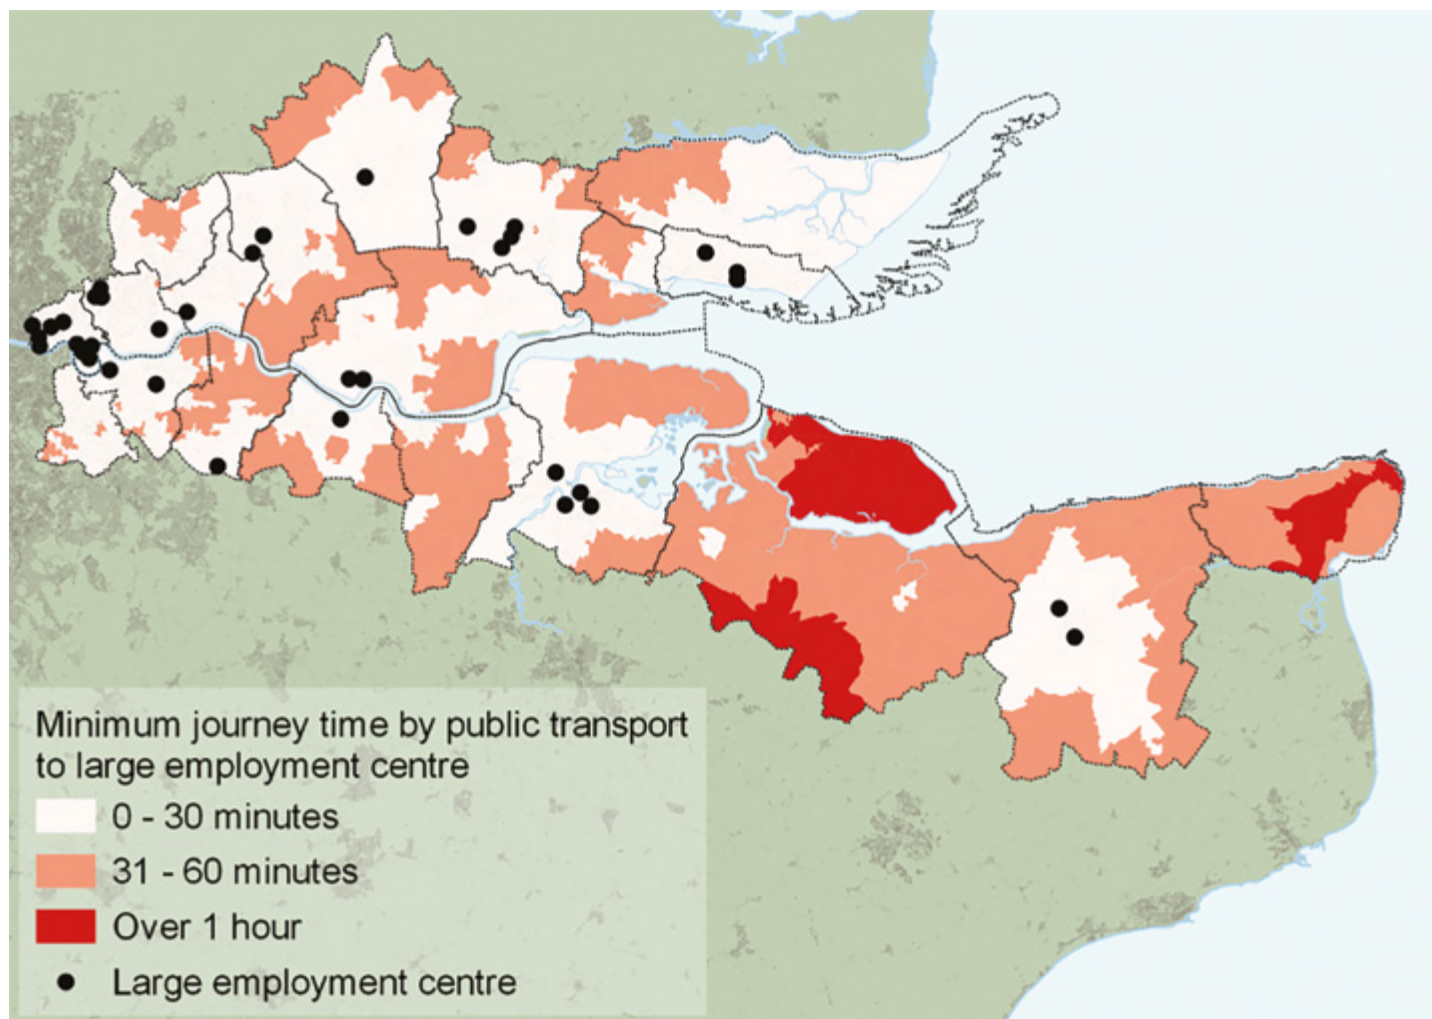 Minimum journey time by public transport
to large employment centre
0 - 30 minutes
31 - 60 minutes
Over 1 hour
Large employment centre